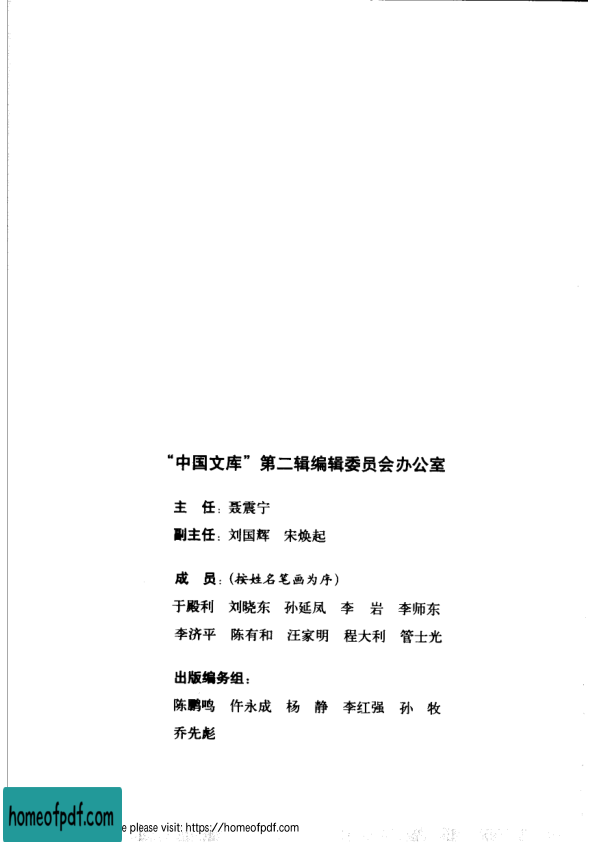 “中国文库”第二辑编辑委员会办公室
主 任：聂震宁
副主任：刘国辉 宋焕起
成 员：（按姓名笔画为序）
于殿利 刘晓东 孙延凤 李 岩 李师东
李济平 陈有和 汪家明 程大利 管士光
出版编务组：
陈鹏鸣 仵永成 杨 静 李红强 孙 牧
乔先彪
homeofpdf.com
e please visit: https://homeofpdf.com